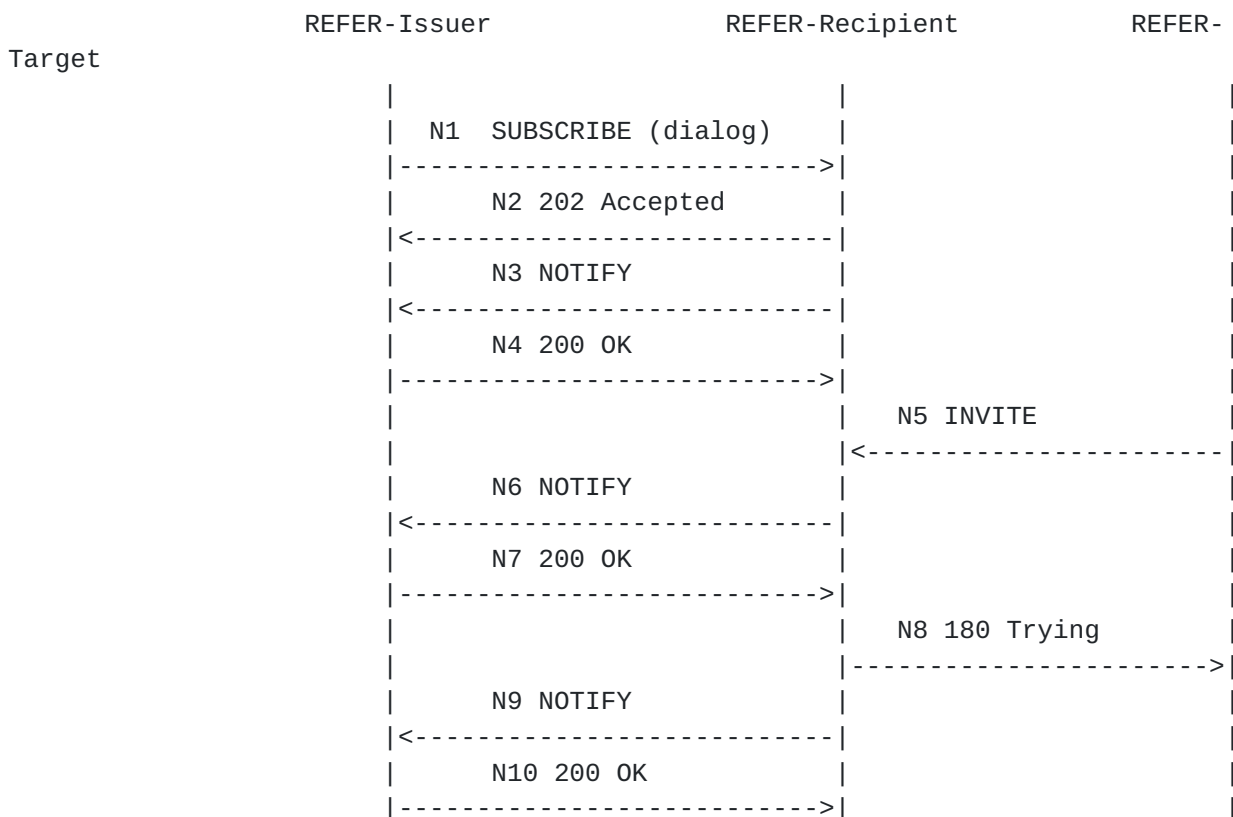 REFER-Issuer REFER-Recipient REFER-
Target
N1 SUBSCRIBE (dialog)
N2 202 Accepted
N3 NOTIFY
N4 200 OK
N5 INVITE
N6 NOTIFY
N7 200 OK
N8 180 Trying
N9 NOTIFY
N10 200 OK